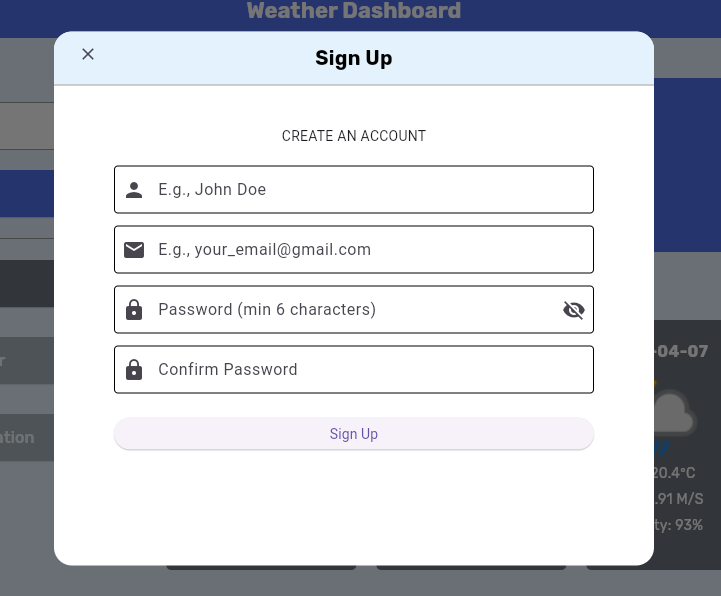 Weather Dashboard
Sign Up
CREATE AN ACCOUNT
E.g., John Doe
E.g., your_email@gmail.com
Password (min 6 characters)
Confirm Password
Sign Up
-04-07
20.4°C
.91 M/S
ty: 93%
r
ation